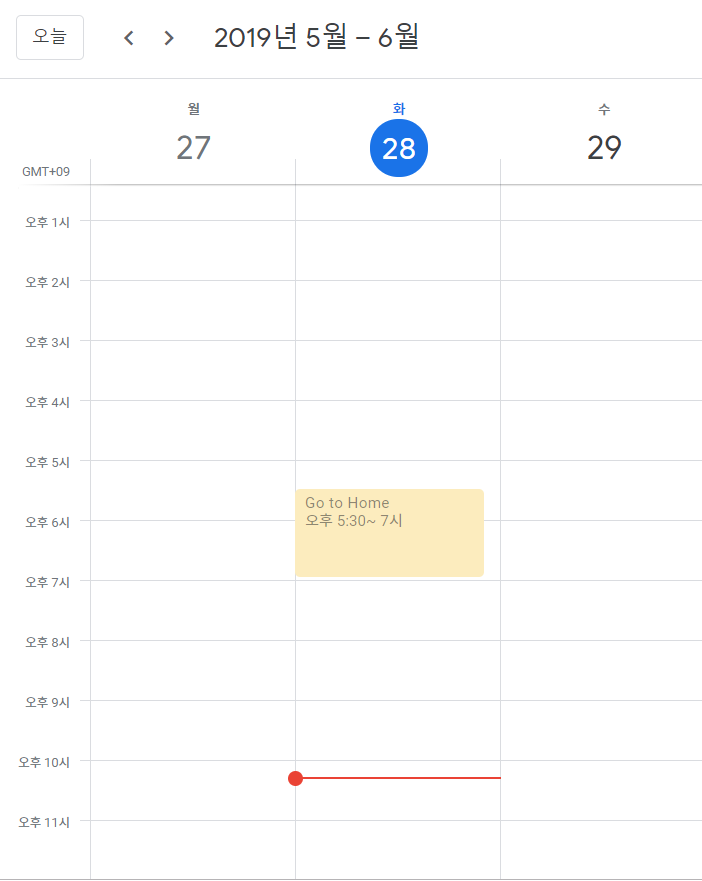 오늘 2019년 5월 – 6월
월 화 수
27 28 29
GMT+09
오후 1시
오후 2시
오후 3시
오후 4시
오후 5시
Go to Home
오후 5:30~ 7시
오후 6시
오후 7시
오후 8시
오후 9시
오후 10시
오후 11시